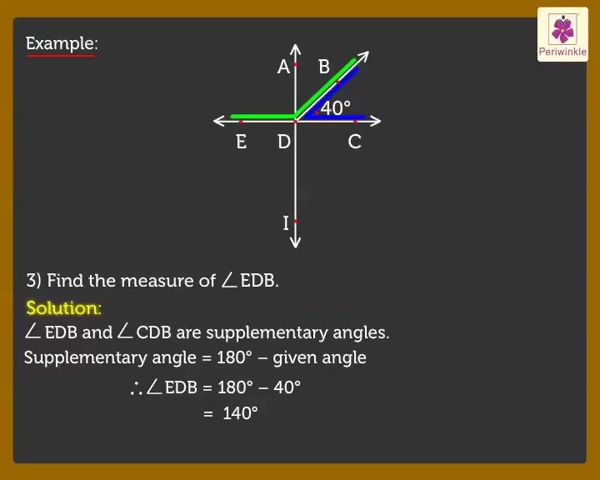 Example:
Periwinkle
A
B
40°
E
D
C
I
3) Find the measure of ∠EDB.
Solution:
∠EDB and ∠CDB are supplementary angles.
Supplementary angle = 180° – given angle
∴∠EDB = 180° – 40°
= 140°